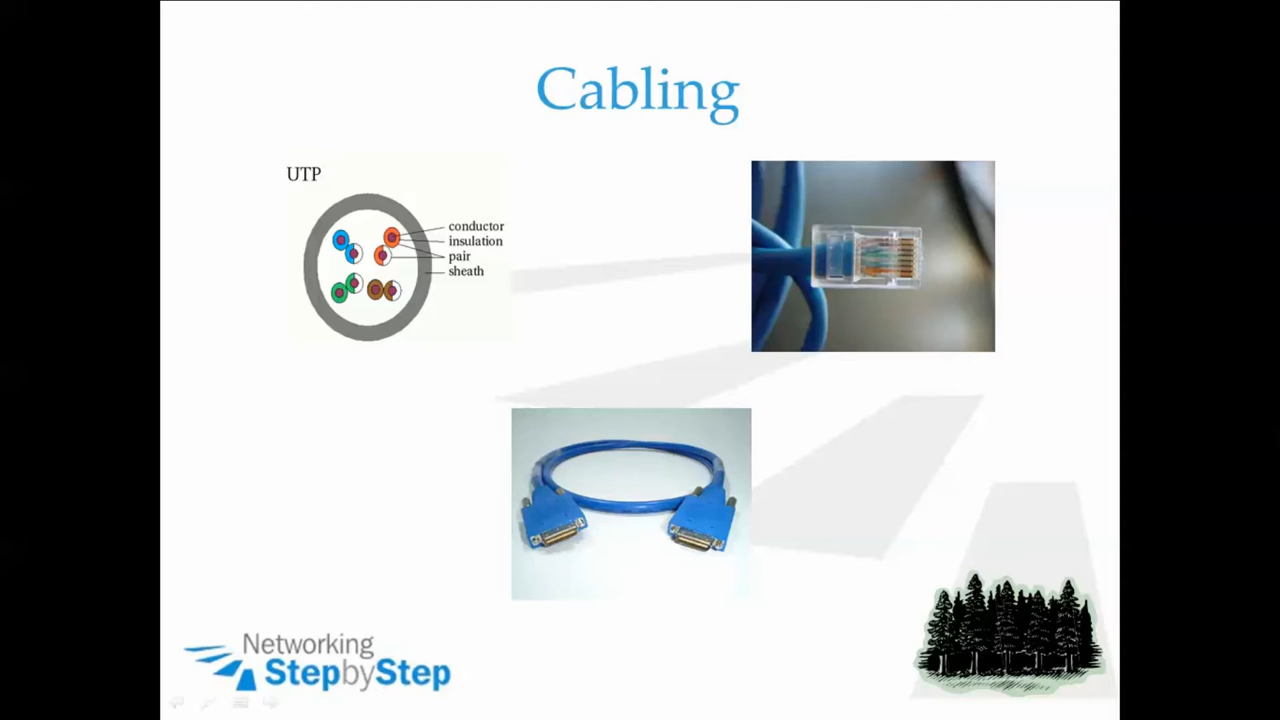 Cabling
UTP
conductor
insulation
pair
sheath
Networking
StepbyStep